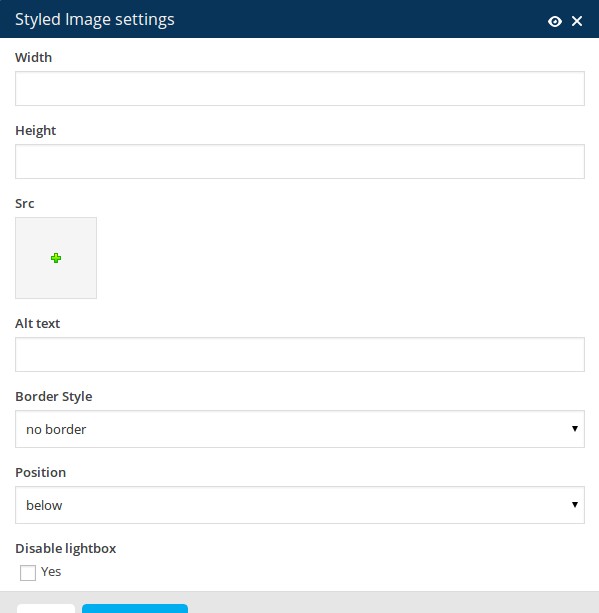 Styled Image settings
Width
Height
Src
Alt text
Border Style
no border
Position
below
Disable lightbox
Yes